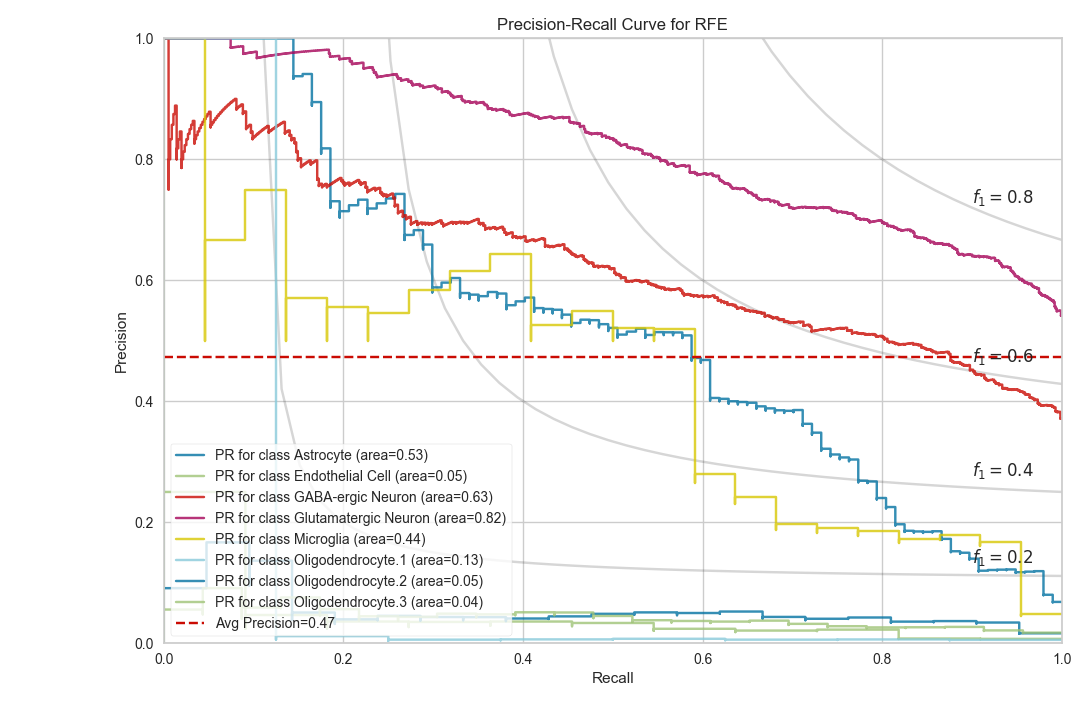 Precision-Recall Curve for RFE
1.0
0.8
0.6
0.4
0.2
0.0
Precision
f1 = 0.8
f1 = 0.6
f1 = 0.4
f1 = 0.2
PR for class Astrocyte (area=0.53)
PR for class Endothelial Cell (area=0.05)
PR for class GABA-ergic Neuron (area=0.63)
PR for class Glutamatergic Neuron (area=0.82)
PR for class Microglia (area=0.44)
PR for class Oligodendrocyte.1 (area=0.13)
PR for class Oligodendrocyte.2 (area=0.05)
PR for class Oligodendrocyte.3 (area=0.04)
Avg Precision=0.47
0.0 0.2 0.4 0.6 0.8 1.0
Recall